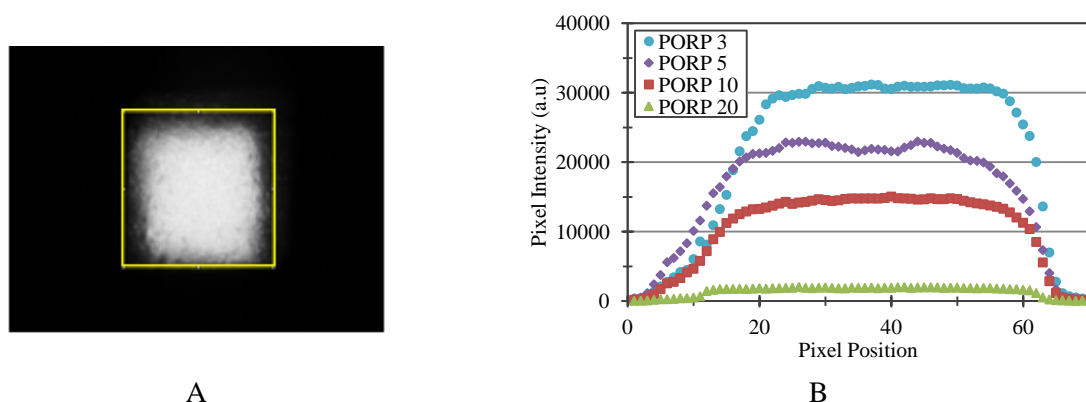 40000
30000
20000
10000
0
Pixel Intensity (a.u)
PORP 3
PORP 5
PORP 10
PORP 20
0 20 40 60
Pixel Position
A B